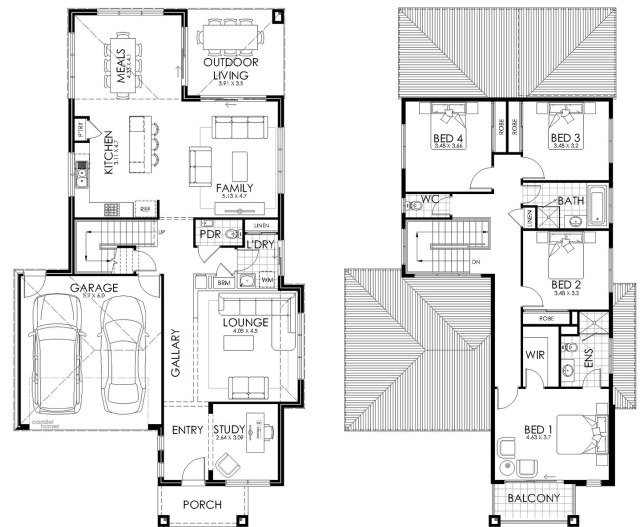 MEALS
4.33 X 4.1
OUTDOOR
LIVING
3.91 X 3.5
PTRY
KITCHEN
3.11 X 4.7
FAMILY
5.13 X 4.7
REF
UP
PDR
LINEN
L'DRY
BRM
WM
GARAGE
5.9 X 6.0
GALLARY
LOUNGE
4.05 X 4.5
cavalier
homes
ENTRY
STUDY
2.64 X 3.09
PORCH
BED 4
3.48 X 3.66
ROBE
ROBE
BED 3
3.48 X 3.2
WC
LINEN
BATH
DN
BED 2
3.48 X 3.2
ROBE
WIR
ENS
BED 1
4.63 X 3.7
BALCONY